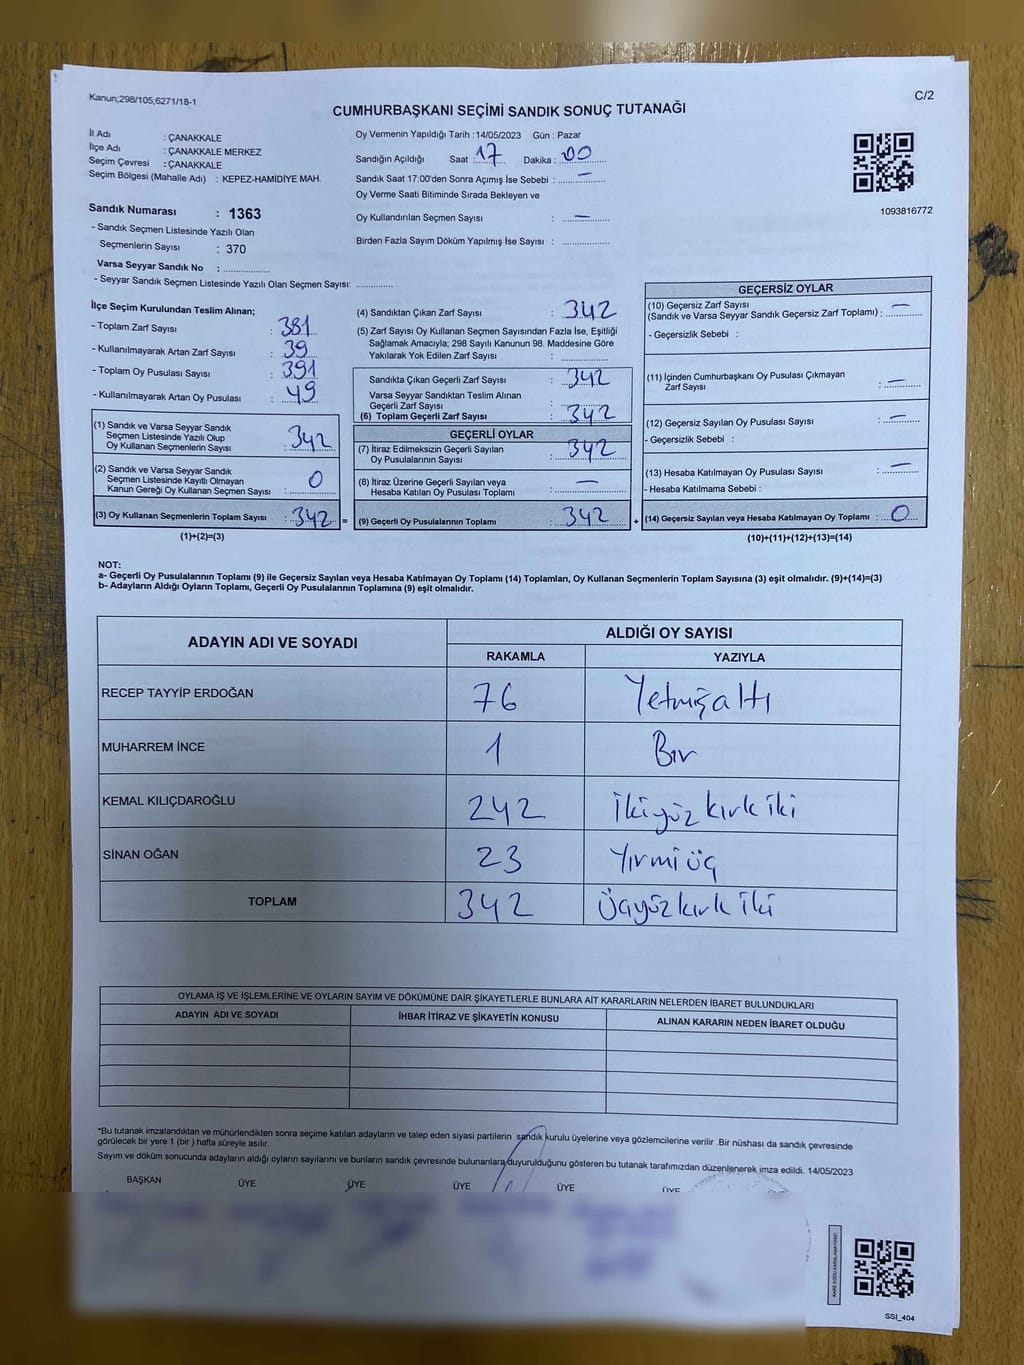 Kanun;298/105;6271/18-1
C/2
CUMHURBAŞKANI SEÇİMİ SANDIK SONUÇ TUTANAĞI
İl Adı : ÇANAKKALE
İlçe Adı : ÇANAKKALE MERKEZ
Seçim Çevresi : ÇANAKKALE
Seçim Bölgesi (Mahalle Adı) : KEPEZ-HAMİDİYE MAH.
Sandık Numarası : 1363
- Sandık Seçmen Listesinde Yazılı Olan
Seçmenlerin Sayısı : 370
Varsa Seyyar Sandık No : ................
- Seyyar Sandık Seçmen Listesinde Yazılı Olan Seçmen Sayısı: ............
Oy Vermenin Yapıldığı Tarih : 14/05/2023 Gün : Pazar
Sandığın Açıldığı Saat : 17 Dakika : 00
Sandık Saat 17:00'den Sonra Açımış İse Sebebi : —
Oy Verme Saati Bitiminde Sırada Bekleyen ve
Oy Kullandırılan Seçmen Sayısı : —
Birden Fazla Sayım Döküm Yapılmış İse Sayısı : ................
1093816772
İlçe Seçim Kurulundan Teslim Alınan;
- Toplam Zarf Sayısı : 381
- Kullanılmayarak Artan Zarf Sayısı : 39
- Toplam Oy Pusulası Sayısı : 391
- Kullanılmayarak Artan Oy Pusulası : 49
(1) Sandık ve Varsa Seyyar Sandık
Seçmen Listesinde Yazılı Olup
Oy Kullanan Seçmenlerin Sayısı : 342
(2) Sandık ve Varsa Seyyar Sandık
Seçmen Listesinde Kayıtlı Olmayan
Kanun Gereği Oy Kullanan Seçmen Sayısı : 0
(3) Oy Kullanan Seçmenlerin Toplam Sayısı : 342 =
(1)+(2)=(3)
(4) Sandıktan Çıkan Zarf Sayısı : 342
(5) Zarf Sayısı Oy Kullanan Seçmen Sayısından Fazla İse, Eşitliği
Sağlamak Amacıyla; 298 Sayılı Kanunun 98. Maddesine Göre
Yakılarak Yok Edilen Zarf Sayısı : ................
Sandıkta Çıkan Geçerli Zarf Sayısı : 342
Varsa Seyyar Sandıktan Teslim Alınan
Geçerli Zarf Sayısı : ................
(6) Toplam Geçerli Zarf Sayısı : 342
GEÇERLİ OYLAR
(7) İtiraz Edilmeksizin Geçerli Sayılan
Oy Pusulalarının Sayısı : 342
(8) İtiraz Üzerine Geçerli Sayılan veya
Hesaba Katılan Oy Pusulası Toplamı : —
(9) Geçerli Oy Pusulalarının Toplamı : 342 +
GEÇERSİZ OYLAR
(10) Geçersiz Zarf Sayısı
(Sandık ve Varsa Seyyar Sandık Geçersiz Zarf Toplamı) : —
- Geçersizlik Sebebi :
(11) İçinden Cumhurbaşkanı Oy Pusulası Çıkmayan
Zarf Sayısı : —
(12) Geçersiz Sayılan Oy Pusulası Sayısı : —
- Geçersizlik Sebebi :
(13) Hesaba Katılmayan Oy Pusulası Sayısı : —
- Hesaba Katılmama Sebebi :
(14) Geçersiz Sayılan veya Hesaba Katılmayan Oy Toplamı : 0
(10)+(11)+(12)+(13)=(14)
NOT:
a- Geçerli Oy Pusulalarının Toplamı (9) ile Geçersiz Sayılan veya Hesaba Katılmayan Oy Toplamı (14) Toplamları, Oy Kullanan Seçmenlerin Toplam Sayısına (3) eşit olmalıdır. (9)+(14)=(3)
b- Adayların Aldığı Oyların Toplamı, Geçerli Oy Pusulalarının Toplamına (9) eşit olmalıdır.
ADAYIN ADI VE SOYADI ALDIĞI OY SAYISI
RAKAMLA YAZIYLA
RECEP TAYYİP ERDOĞAN 76 Yetmişaltı
MUHARREM İNCE 1 Bir
KEMAL KILIÇDAROĞLU 242 İkiyüz kırk iki
SİNAN OĞAN 23 Yirmi üç
TOPLAM 342 Üçyüz kırk iki
OYLAMA İŞ VE İŞLEMLERİNE VE OYLARIN SAYIM VE DÖKÜMÜNE DAİR ŞİKAYETLERLE BUNLARA AİT KARARLARIN NELERDEN İBARET BULUNDUKLARI
ADAYIN ADI VE SOYADI İHBAR İTİRAZ VE ŞİKAYETİN KONUSU ALINAN KARARIN NEDEN İBARET OLDUĞU
*Bu tutanak imzalandıktan ve mühürlendikten sonra seçime katılan adayların ve talep eden siyasi partilerin sandık kurulu üyelerine veya gözlemcilerine verilir .Bir nüshası da sandık çevresinde
görülecek bir yere 1 (bir ) hafta süreyle asılır.
Sayım ve döküm sonucunda adayların aldığı oyların sayılarını ve bunların sandık çevresinde bulunanlara duyurulduğunu gösteren bu tutanak tarafımızdan düzenlenerek imza edildi. 14/05/2023
BAŞKAN ÜYE ÜYE ÜYE ÜYE ÜYE
SSI_404